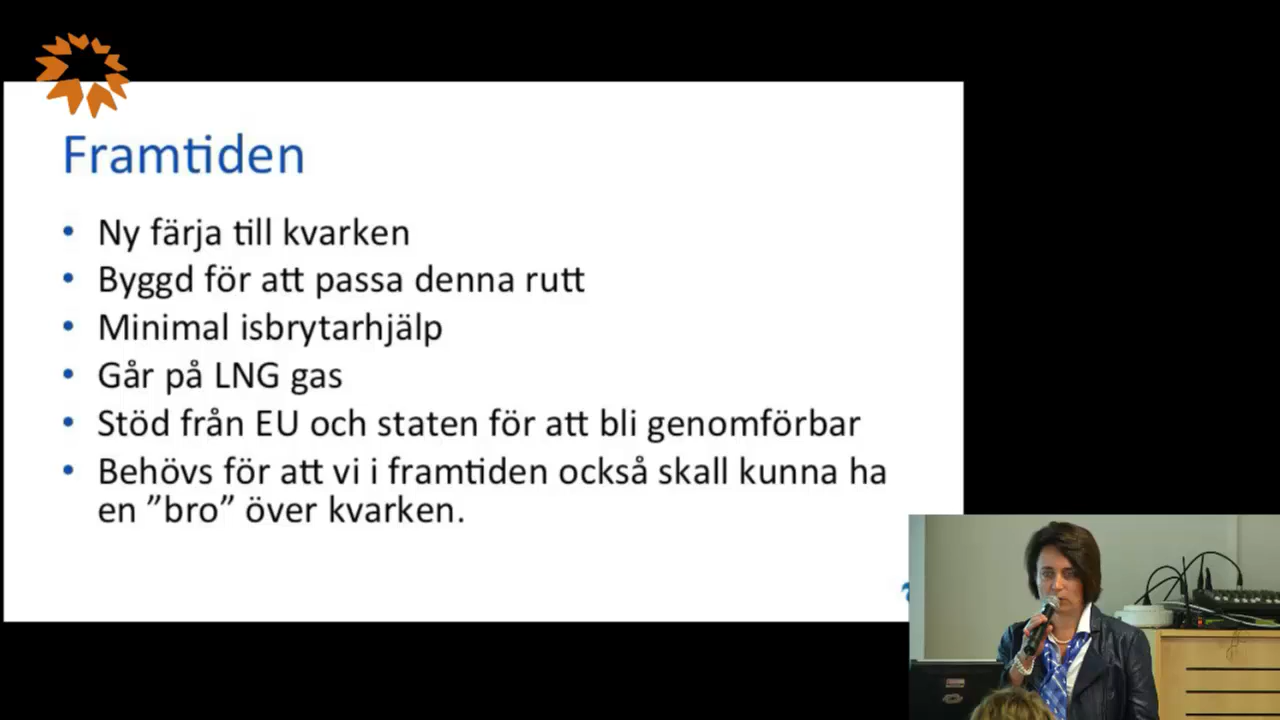 Framtiden
• Ny färja till kvarken
• Byggd för att passa denna rutt
• Minimal isbrytarhjälp
• Går på LNG gas
• Stöd från EU och staten för att bli genomförbar
• Behövs för att vi i framtiden också skall kunna ha
en ”bro” över kvarken.